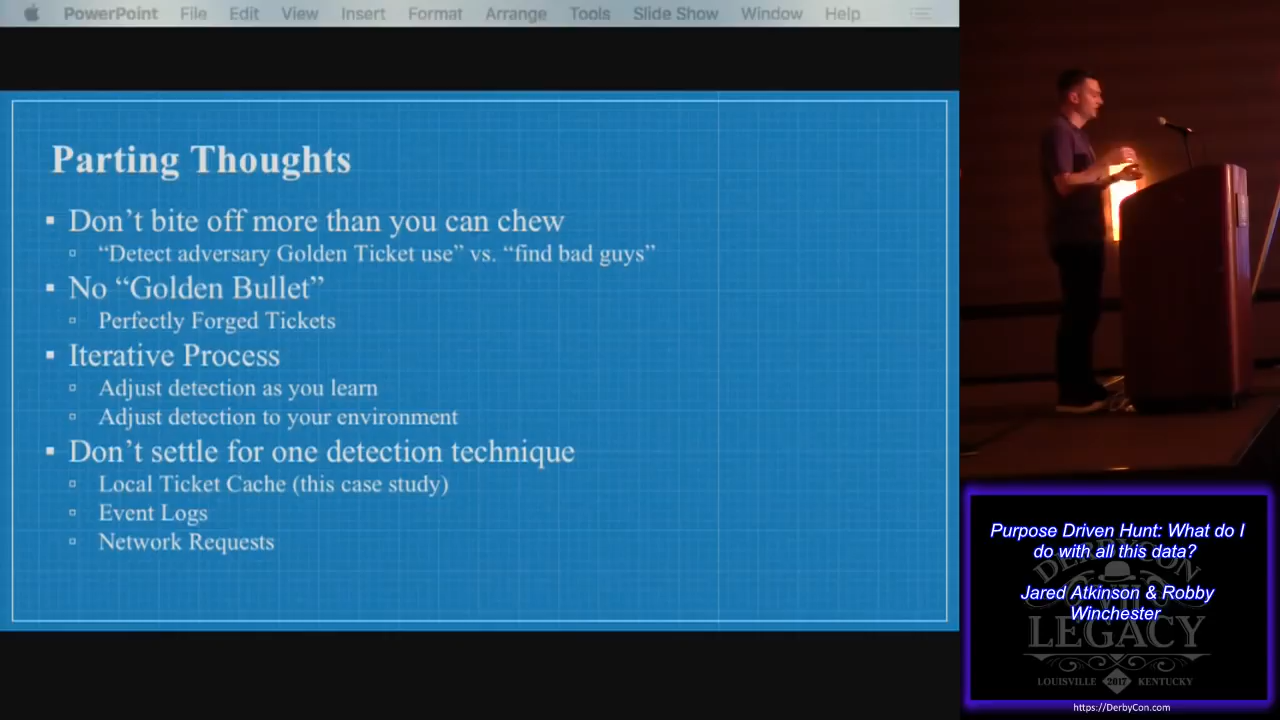 PowerPoint File Edit View Insert Format Arrange Tools Slide Show Window Help
Parting Thoughts
▪ Don’t bite off more than you can chew
▫ “Detect adversary Golden Ticket use” vs. “find bad guys”
▪ No “Golden Bullet”
▫ Perfectly Forged Tickets
▪ Iterative Process
▫ Adjust detection as you learn
▫ Adjust detection to your environment
▪ Don’t settle for one detection technique
▫ Local Ticket Cache (this case study)
▫ Event Logs
▫ Network Requests
Purpose Driven Hunt: What do I
do with all this data?
DERBYCON
Jared Atkinson & Robby
Winchester
LEGACY
LOUISVILLE 2017 KENTUCKY
https://DerbyCon.com